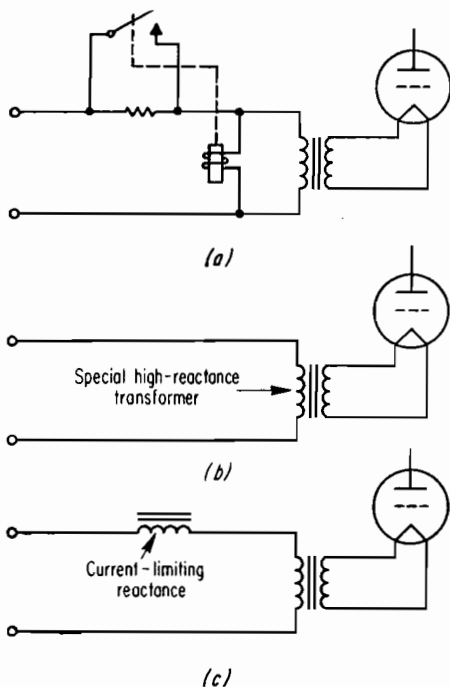 (a)
Special high-reactance
transformer
(b)
Current-limiting
reactance
(c)